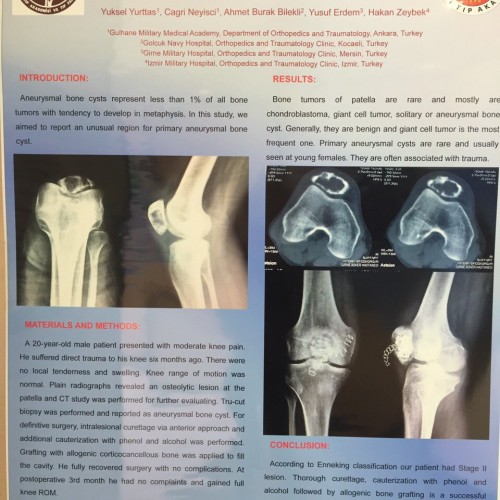 Yuksel Yurttas¹, Cagri Neyisci¹, Ahmet Burak Bilekli², Yusuf Erdem³, Hakan Zeybek⁴
¹Gulhane Military Medical Academy, Department of Orthopedics and Traumatology, Ankara, Turkey
²Golcuk Navy Hospital, Orthopedics and Traumatology Clinic, Kocaeli, Turkey
³Girne Military Hospital, Orthopedics and Traumatology Clinic, Mersin, Turkey
⁴Izmir Military Hospital, Orthopedics and Traumatology Clinic, Izmir, Turkey
TIP AKA
INTRODUCTION:
Aneurysmal bone cysts represent less than 1% of all bone
tumors with tendency to develop in metaphysis. In this study, we
aimed to report an unusual region for primary aneurysmal bone
cyst.
MATERIALS AND METHODS:
A 20-year-old male patient presented with moderate knee pain.
He suffered direct trauma to his knee six months ago. There were
no local tenderness and swelling. Knee range of motion was
normal. Plain radiographs revealed an osteolytic lesion at the
patella and CT study was performed for further evaluating. Tru-cut
biopsy was performed and reported as aneurysmal bone cyst. For
definitive surgery, intralesional curettage via anterior approach and
additional cauterization with phenol and alcohol was performed.
Grafting with allogenic corticocancellous bone was applied to fill
the cavity. He fully recovered surgery with no complications. At
postoperative 3rd month he had no complaints and gained full
knee ROM.
RESULTS:
Bone tumors of patella are rare and mostly are
chondroblastoma, giant cell tumor, solitary or aneurysmal bone
cyst. Generally, they are benign and giant cell tumor is the most
frequent one. Primary aneurysmal cysts are rare and usually
seen at young females. They are often associated with trauma.
CONCLUSION:
According to Enneking classification our patient had Stage II
lesion. Thorough curettage, cauterization with phenol and
alcohol followed by allogenic bone grafting is a successful